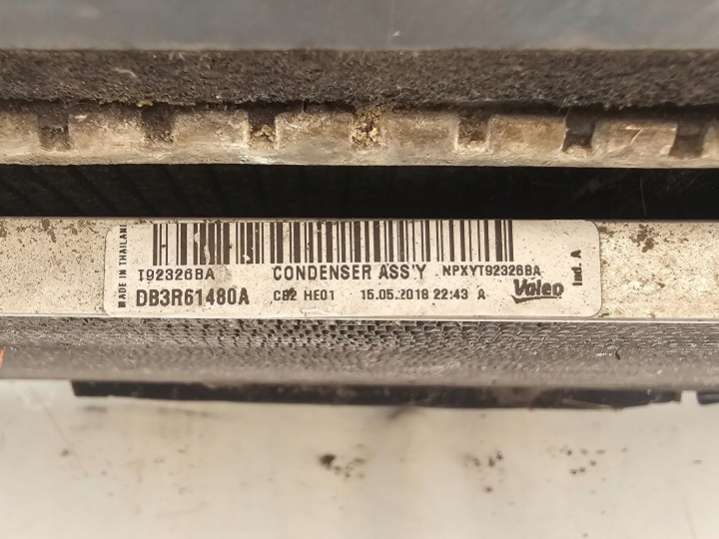 MADE IN THAILAND
T92326BA CONDENSER ASS'Y NPXYT92326BA
DB3R61480A CB2 HE01 15.05.2018 22:43 A Valeo
Ind. A